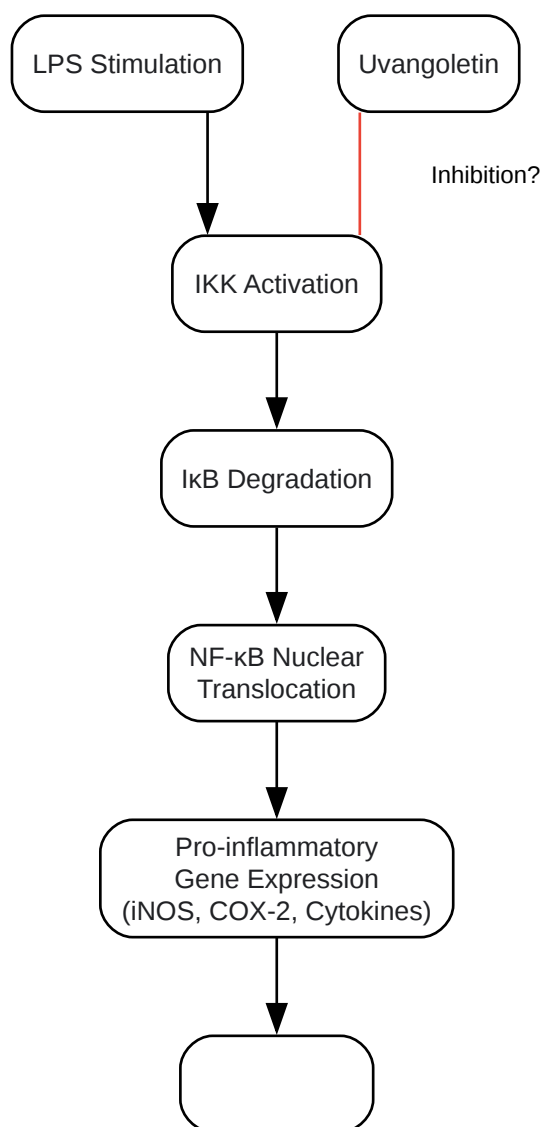 LPS Stimulation
Uvangoletin
Inhibition?
IKK Activation
IκB Degradation
NF-κB Nuclear
Translocation
Pro-inflammatory
Gene Expression
(iNOS, COX-2, Cytokines)